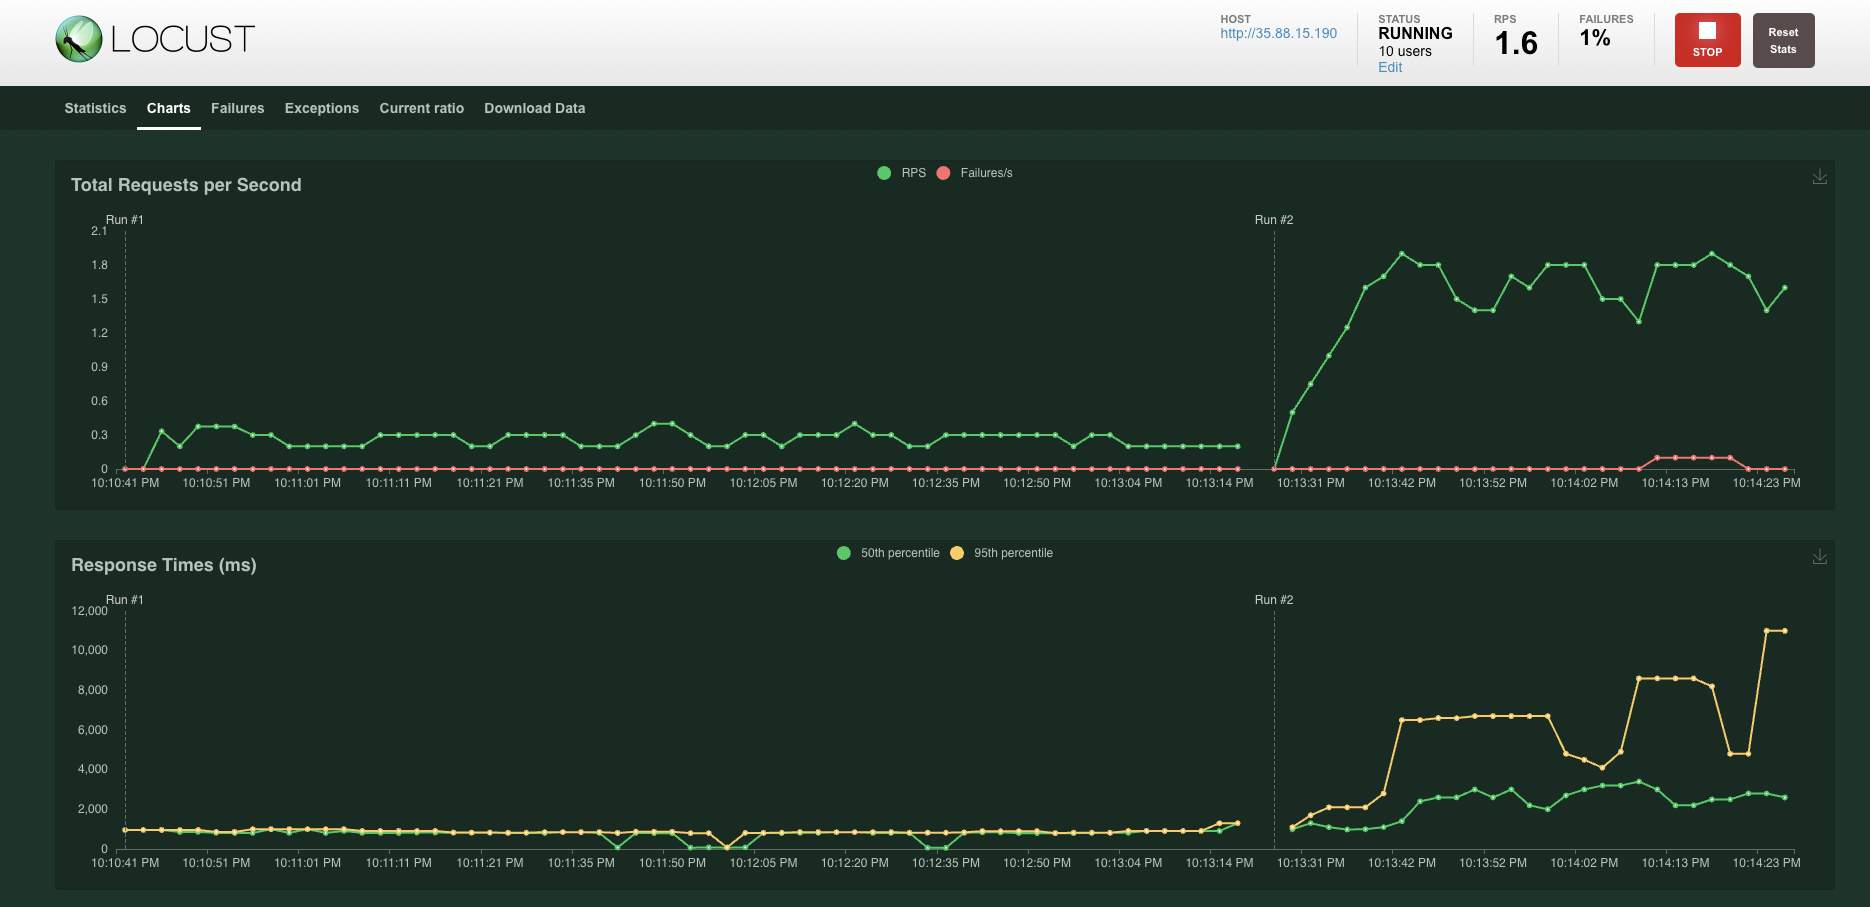 LOCUST
HOST
http://35.88.15.190
STATUS
RUNNING
10 users
Edit
RPS
1.6
FAILURES
1%
STOP
Reset
Stats
Statistics Charts Failures Exceptions Current ratio Download Data
Total Requests per Second
RPS Failures/s
Run #1 Run #2
2.1
1.8
1.5
1.2
0.9
0.6
0.3
0
10:10:41 PM 10:10:51 PM 10:11:01 PM 10:11:11 PM 10:11:21 PM 10:11:35 PM 10:11:50 PM 10:12:05 PM 10:12:20 PM 10:12:35 PM 10:12:50 PM 10:13:04 PM 10:13:14 PM 10:13:31 PM 10:13:42 PM 10:13:52 PM 10:14:02 PM 10:14:13 PM 10:14:23 PM
Response Times (ms)
50th percentile 95th percentile
Run #1 Run #2
12,000
10,000
8,000
6,000
4,000
2,000
0
10:10:41 PM 10:10:51 PM 10:11:01 PM 10:11:11 PM 10:11:21 PM 10:11:35 PM 10:11:50 PM 10:12:05 PM 10:12:20 PM 10:12:35 PM 10:12:50 PM 10:13:04 PM 10:13:14 PM 10:13:31 PM 10:13:42 PM 10:13:52 PM 10:14:02 PM 10:14:13 PM 10:14:23 PM